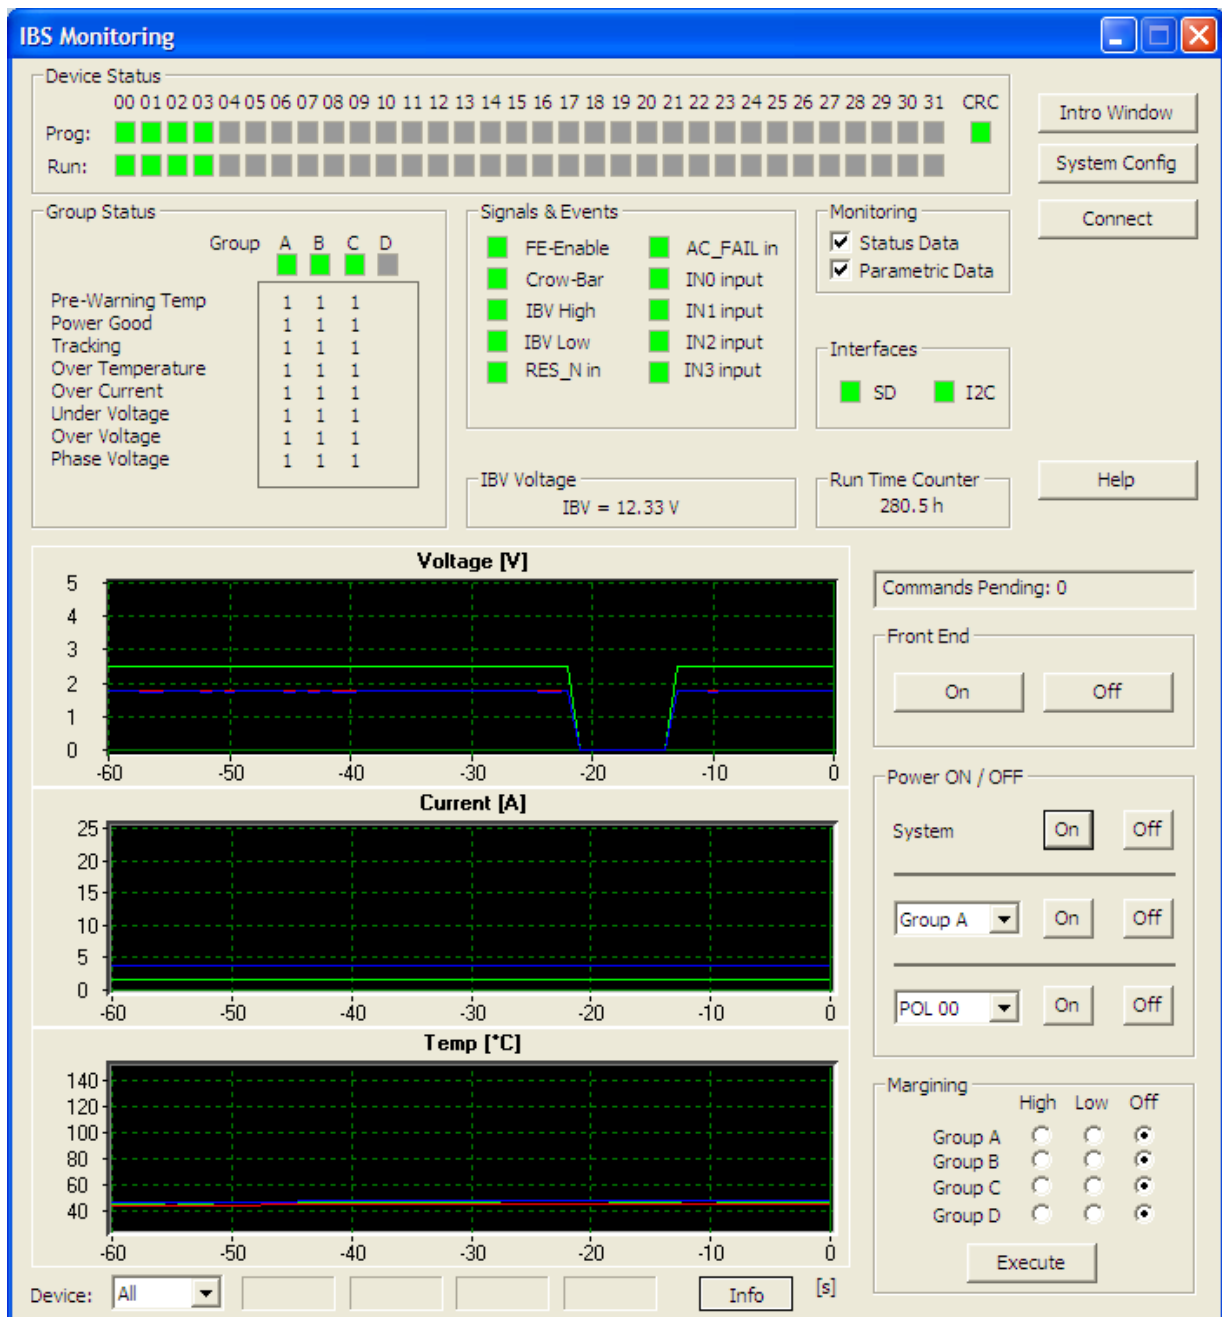 IBS Monitoring
Device Status
00 01 02 03 04 05 06 07 08 09 10 11 12 13 14 15 16 17 18 19 20 21 22 23 24 25 26 27 28 29 30 31 CRC
Prog:
Run:
Intro Window
System Config
Connect
Group Status
Group A B C D
Pre-Warning Temp 1 1 1
Power Good 1 1 1
Tracking 1 1 1
Over Temperature 1 1 1
Over Current 1 1 1
Under Voltage 1 1 1
Over Voltage 1 1 1
Phase Voltage 1 1 1
Signals & Events
FE-Enable AC_FAIL in
Crow-Bar IN0 input
IBV High IN1 input
IBV Low IN2 input
RES_N in IN3 input
Monitoring
Status Data
Parametric Data
Interfaces
SD I2C
IBV Voltage
IBV = 12.33 V
Run Time Counter
280.5 h
Help
Voltage [V]
5
4
3
2
1
0
-60 -50 -40 -30 -20 -10 0
Current [A]
25
20
15
10
5
0
-60 -50 -40 -30 -20 -10 0
Temp [°C]
140
120
100
80
60
40
-60 -50 -40 -30 -20 -10 0
Device: All Info [s]
Commands Pending: 0
Front End
On Off
Power ON / OFF
System On Off
Group A On Off
POL 00 On Off
Margining
High Low Off
Group A
Group B
Group C
Group D
Execute